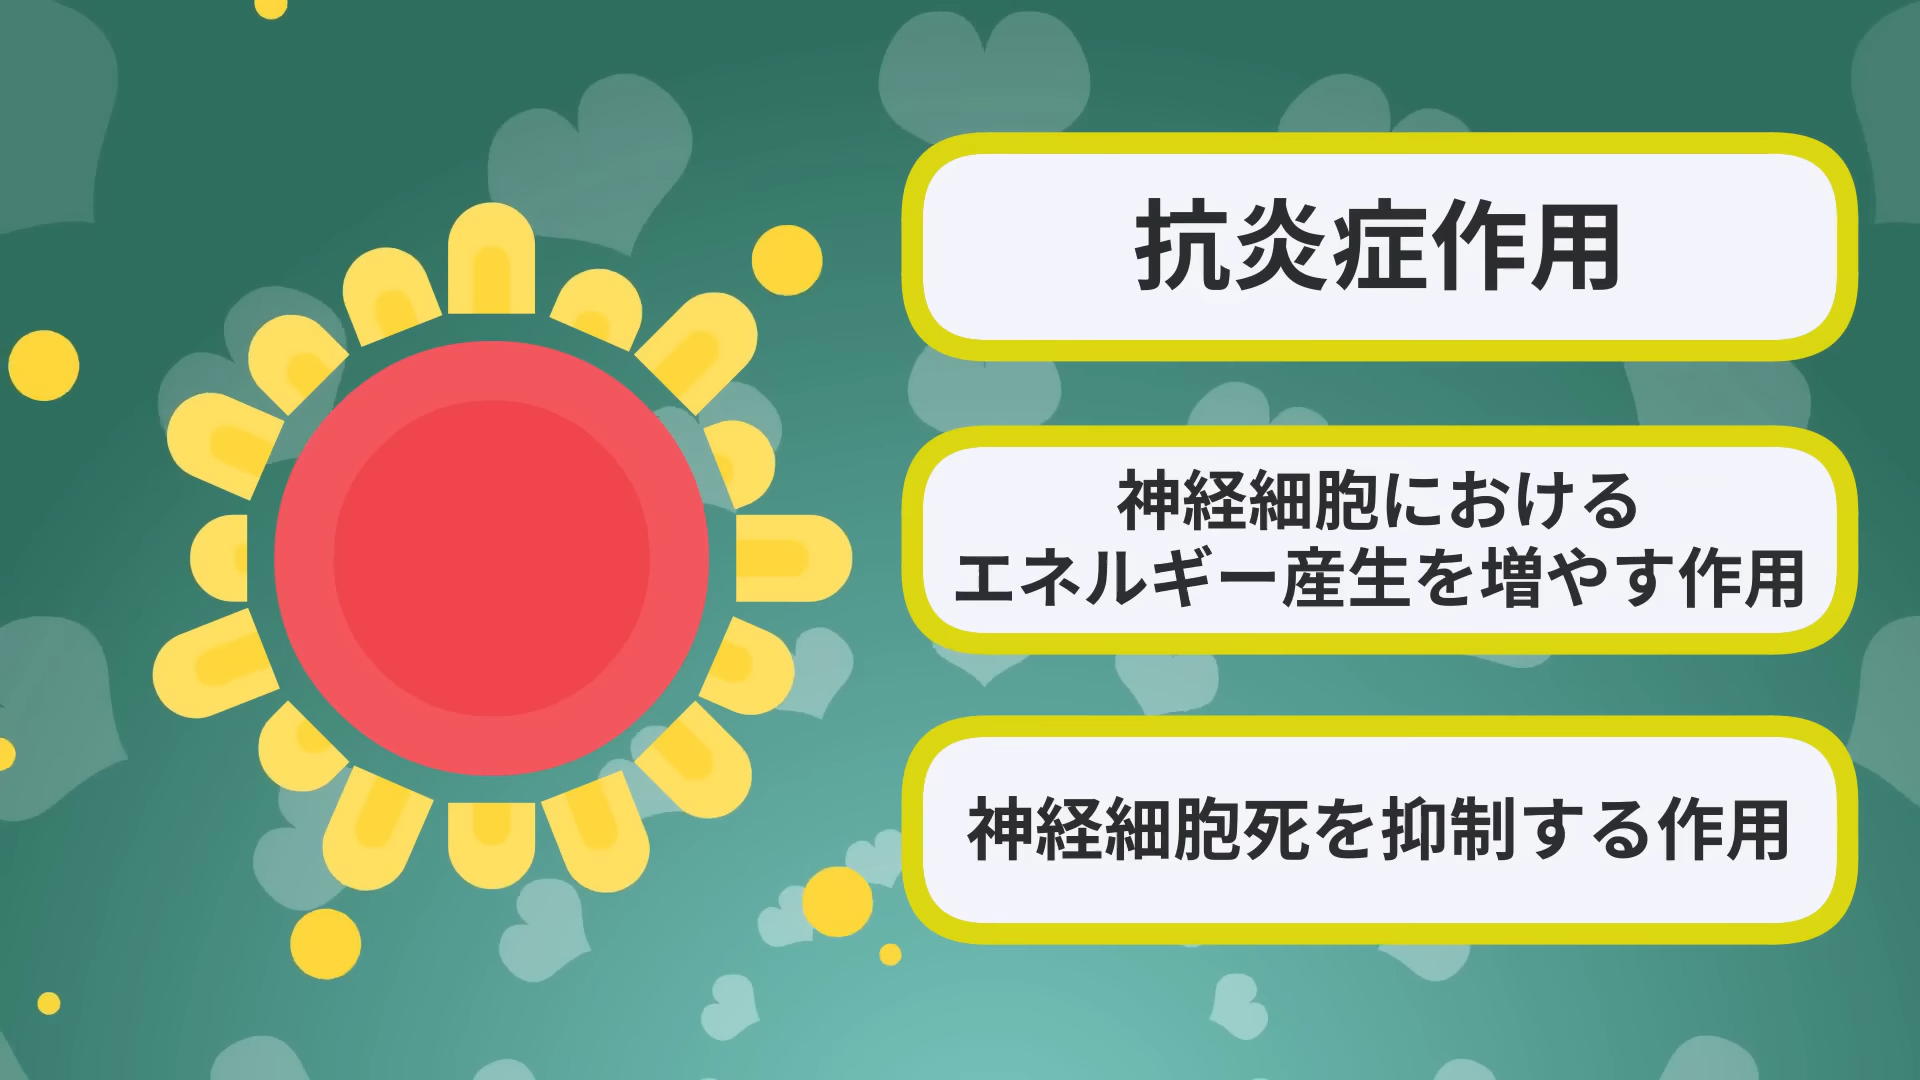 抗炎症作用
神経細胞における
エネルギー産生を増やす作用
神経細胞死を抑制する作用